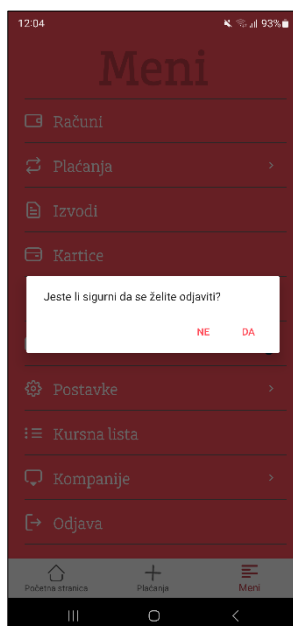 12:04
93%
Meni
Računi
Plaćanja
Izvodi
Kartice
Jeste li sigurni da se želite odjaviti?
NE DA
Postavke
Kursna lista
Kompanije
Odjava
Početna stranica Plaćanja Meni